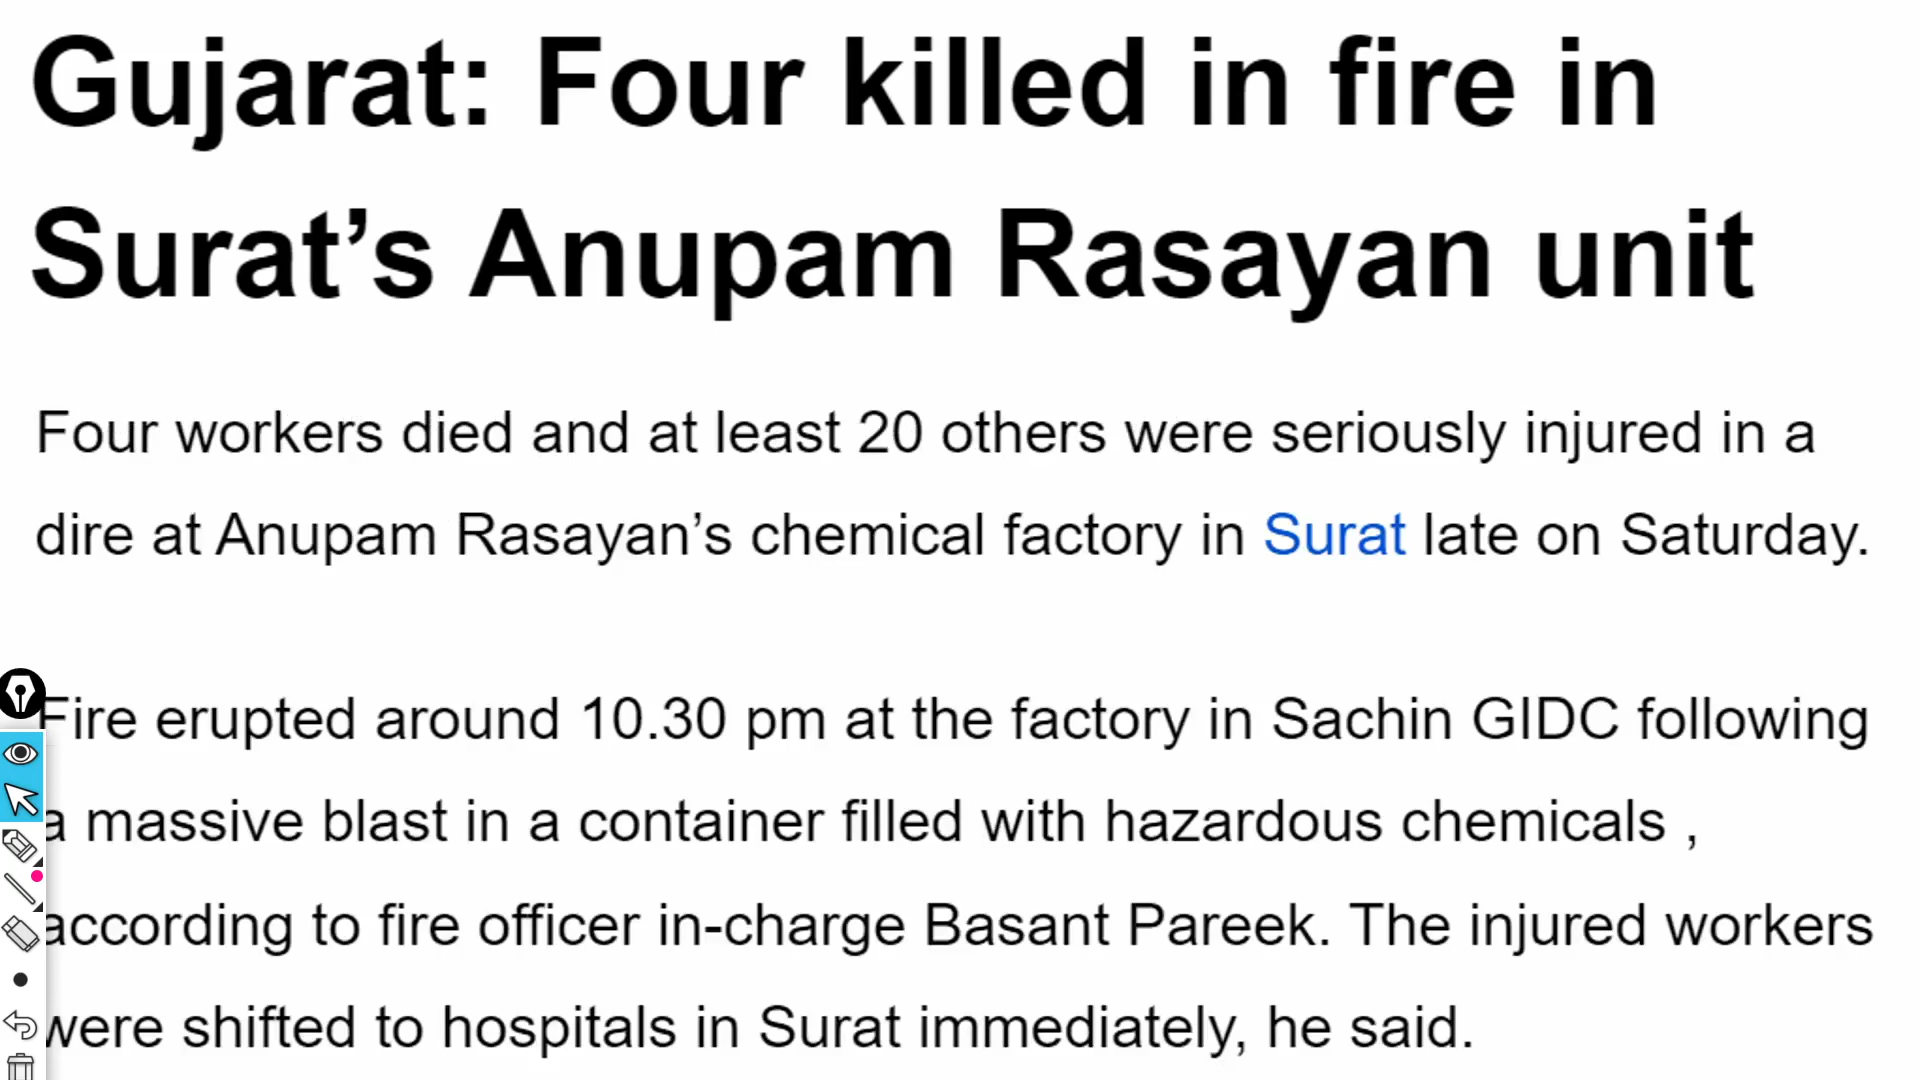 Gujarat: Four killed in fire in
Surat’s Anupam Rasayan unit
Four workers died and at least 20 others were seriously injured in a
dire at Anupam Rasayan’s chemical factory in Surat late on Saturday.
Fire erupted around 10.30 pm at the factory in Sachin GIDC following
a massive blast in a container filled with hazardous chemicals ,
according to fire officer in-charge Basant Pareek. The injured workers
were shifted to hospitals in Surat immediately, he said.